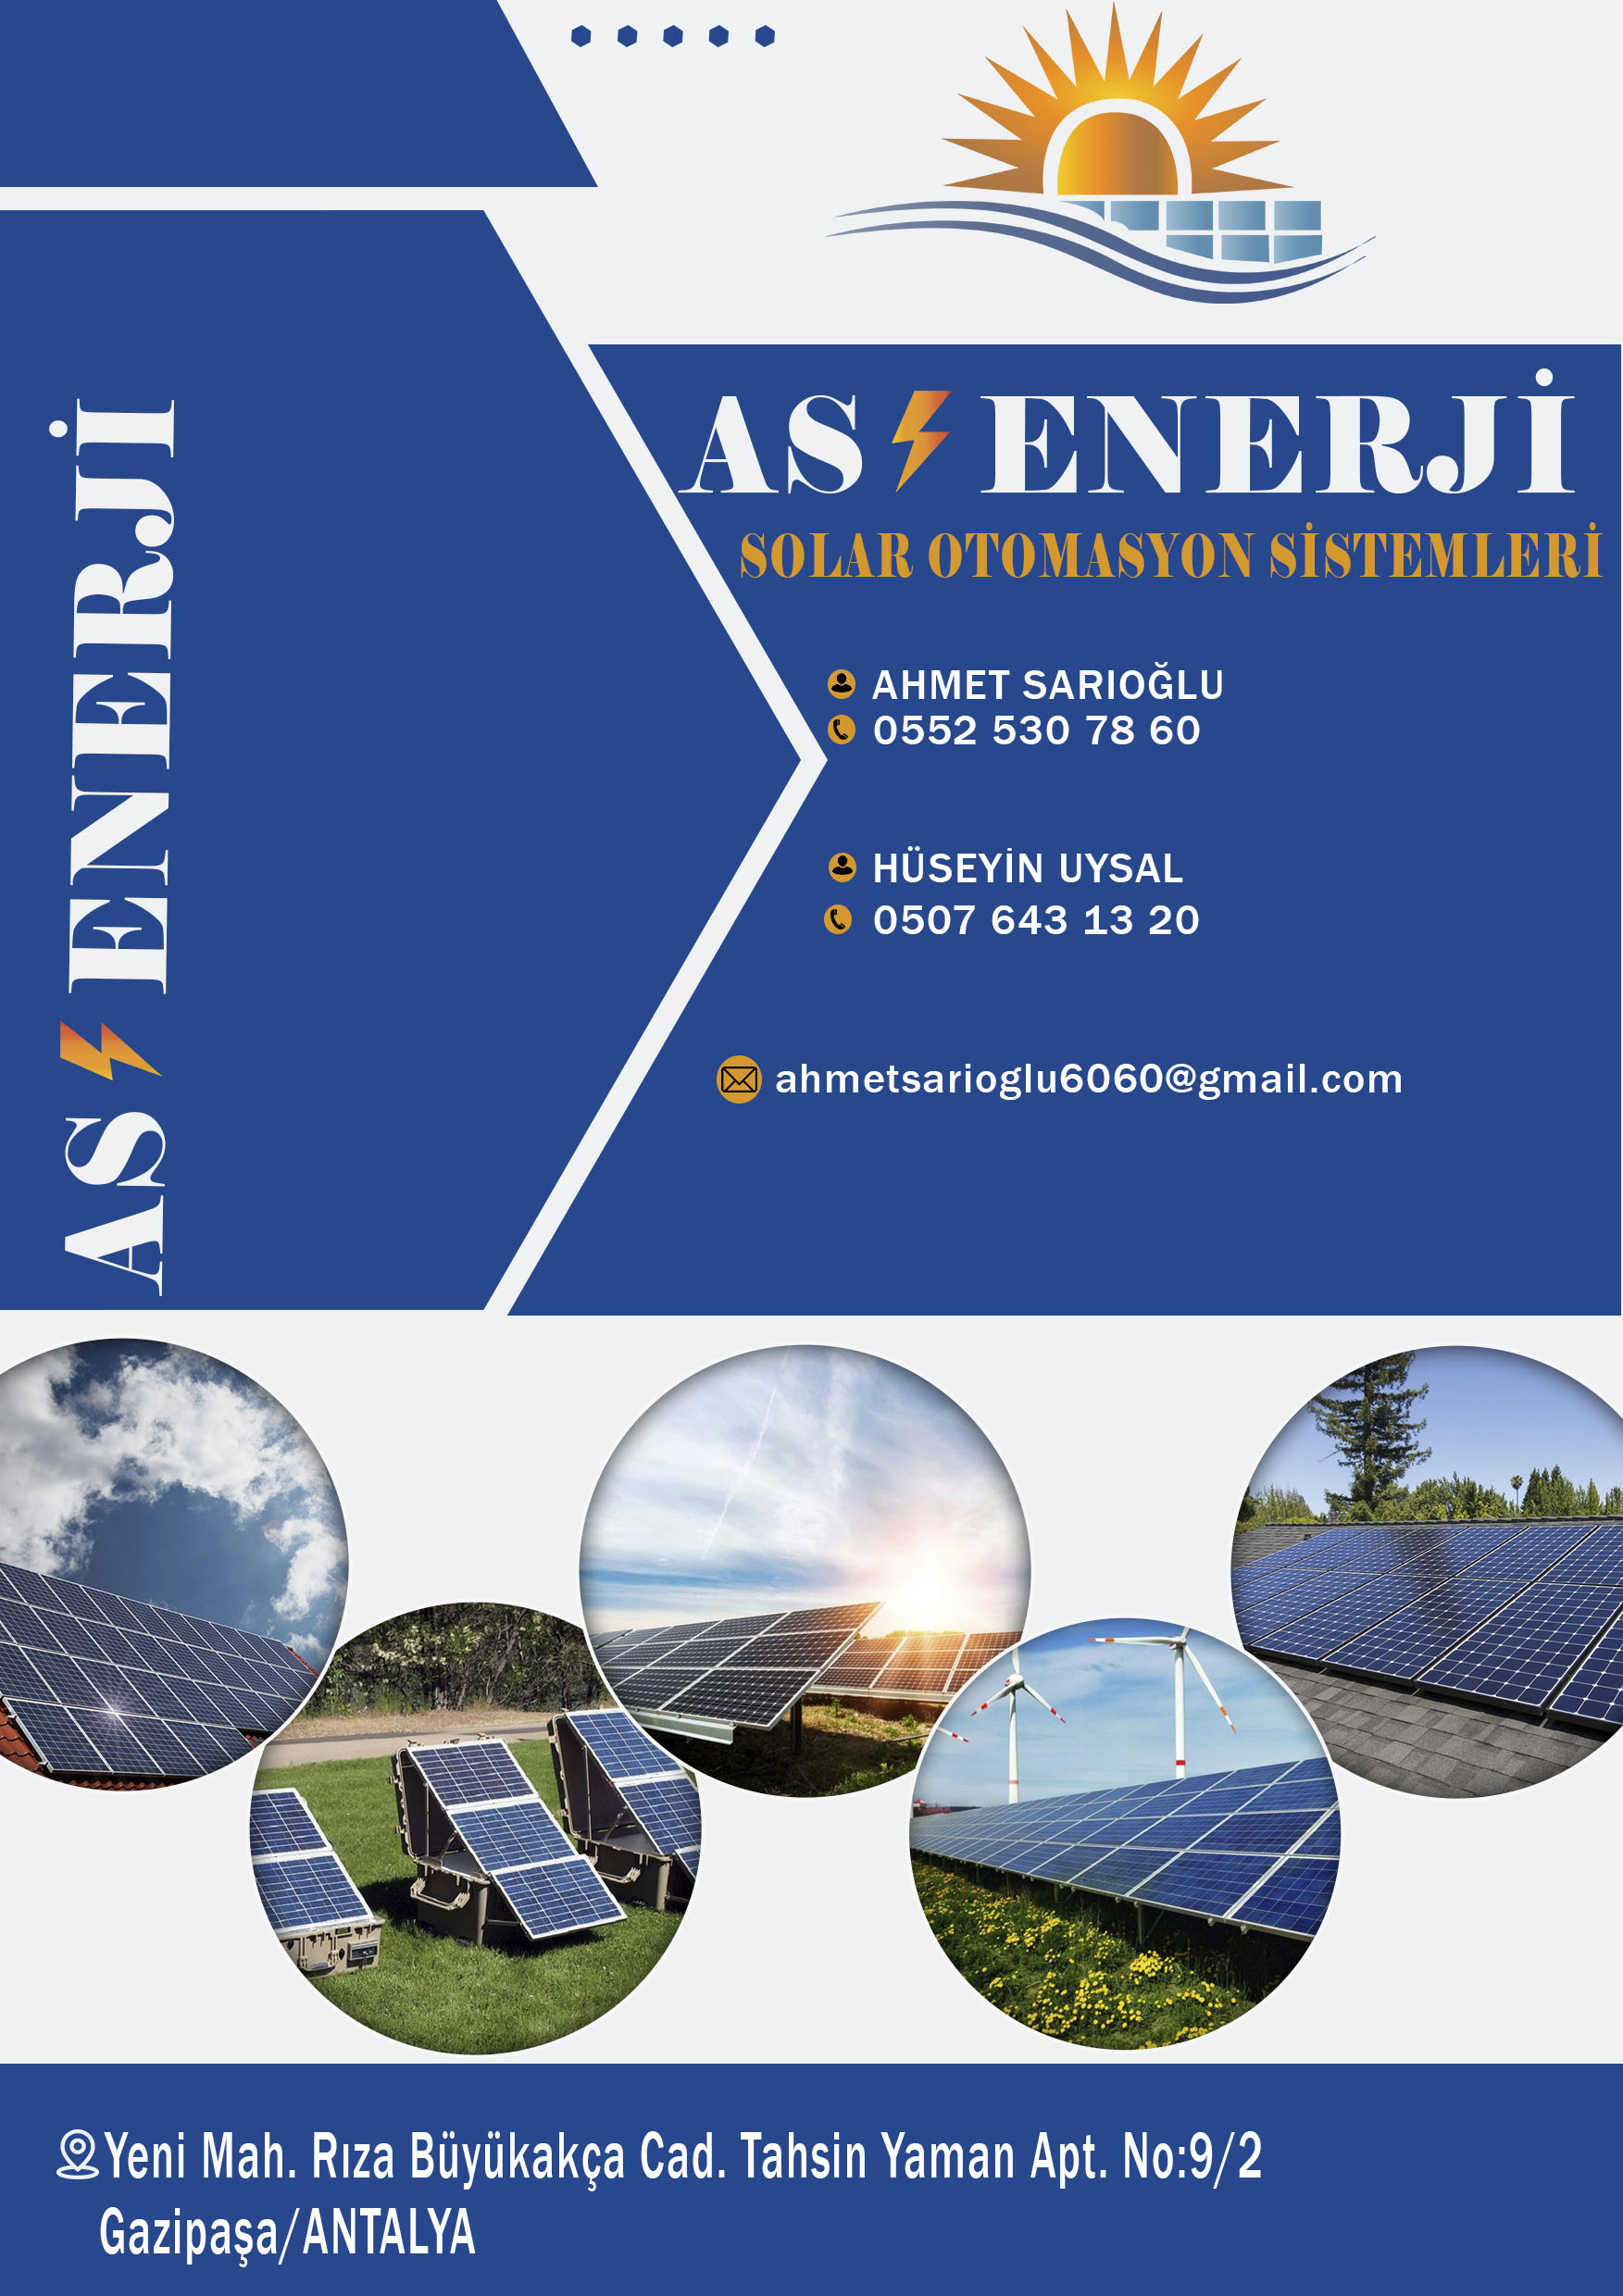 AS ENERJİ
AS ENERJİ
SOLAR OTOMASYON SİSTEMLERİ
AHMET SARIOĞLU
0552 530 78 60
HÜSEYİN UYSAL
0507 643 13 20
ahmetsarioglu6060@gmail.com
Yeni Mah. Rıza Büyükakça Cad. Tahsin Yaman Apt. No:9/2
Gazipaşa/ANTALYA